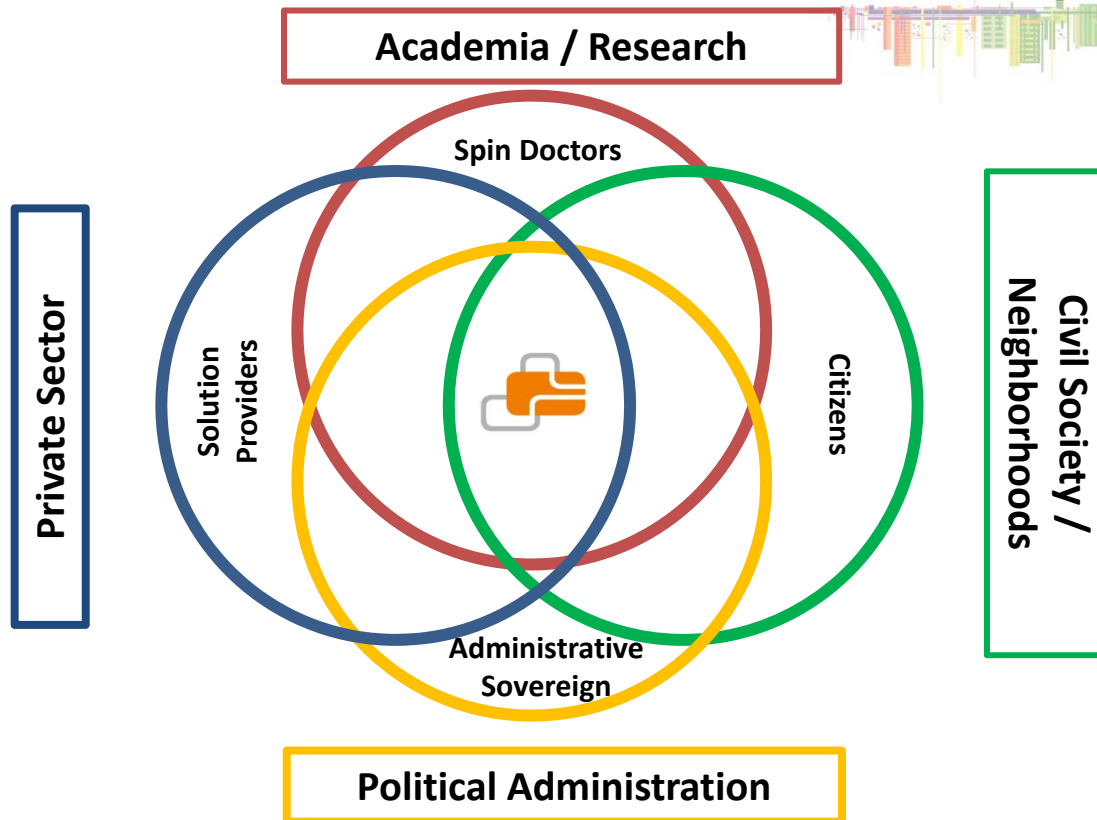 Academia / Research
Spin Doctors
Private Sector
Solution
Providers
Citizens
Civil Society /
Neighborhoods
Administrative
Sovereign
Political Administration